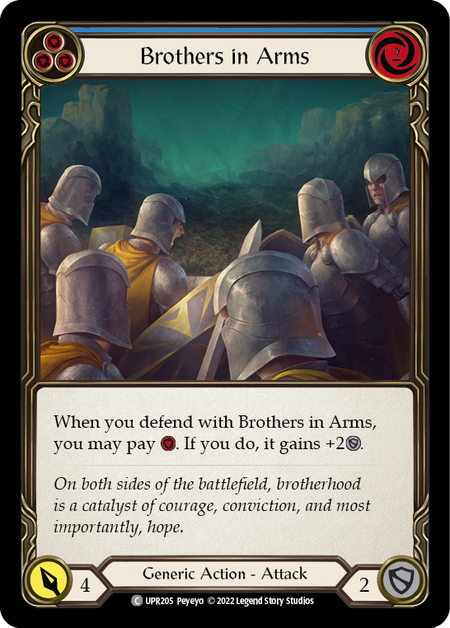 Brothers in Arms
2
When you defend with Brothers in Arms,
you may pay . If you do, it gains +2.
On both sides of the battlefield, brotherhood
is a catalyst of courage, conviction, and most
importantly, hope.
4
Generic Action - Attack
2
C UPR205 Peyeyo © 2022 Legend Story Studios